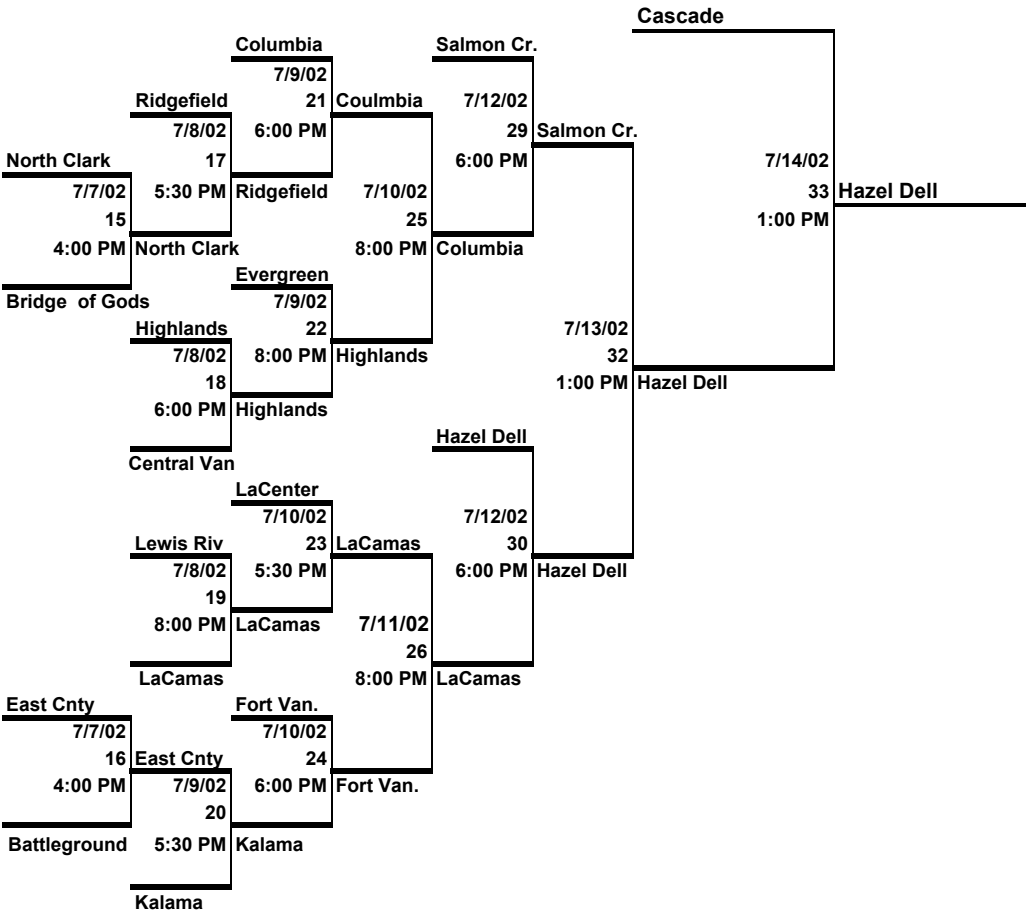 Cascade
Columbia
Salmon Cr.
7/9/02
Ridgefield
21
Coulmbia
7/12/02
7/8/02
6:00 PM
29
Salmon Cr.
North Clark
17
6:00 PM
7/14/02
7/7/02
5:30 PM
Ridgefield
7/10/02
33
Hazel Dell
15
25
1:00 PM
4:00 PM
North Clark
8:00 PM
Columbia
Evergreen
Bridge of Gods
7/9/02
Highlands
22
7/13/02
7/8/02
8:00 PM
Highlands
32
18
1:00 PM
Hazel Dell
6:00 PM
Highlands
Hazel Dell
Central Van
LaCenter
7/10/02
7/12/02
Lewis Riv
23
LaCamas
30
7/8/02
5:30 PM
6:00 PM
Hazel Dell
19
8:00 PM
LaCamas
7/11/02
26
LaCamas
8:00 PM
LaCamas
East Cnty
Fort Van.
7/7/02
7/10/02
16
East Cnty
24
4:00 PM
7/9/02
6:00 PM
Fort Van.
20
Battleground
5:30 PM
Kalama
Kalama